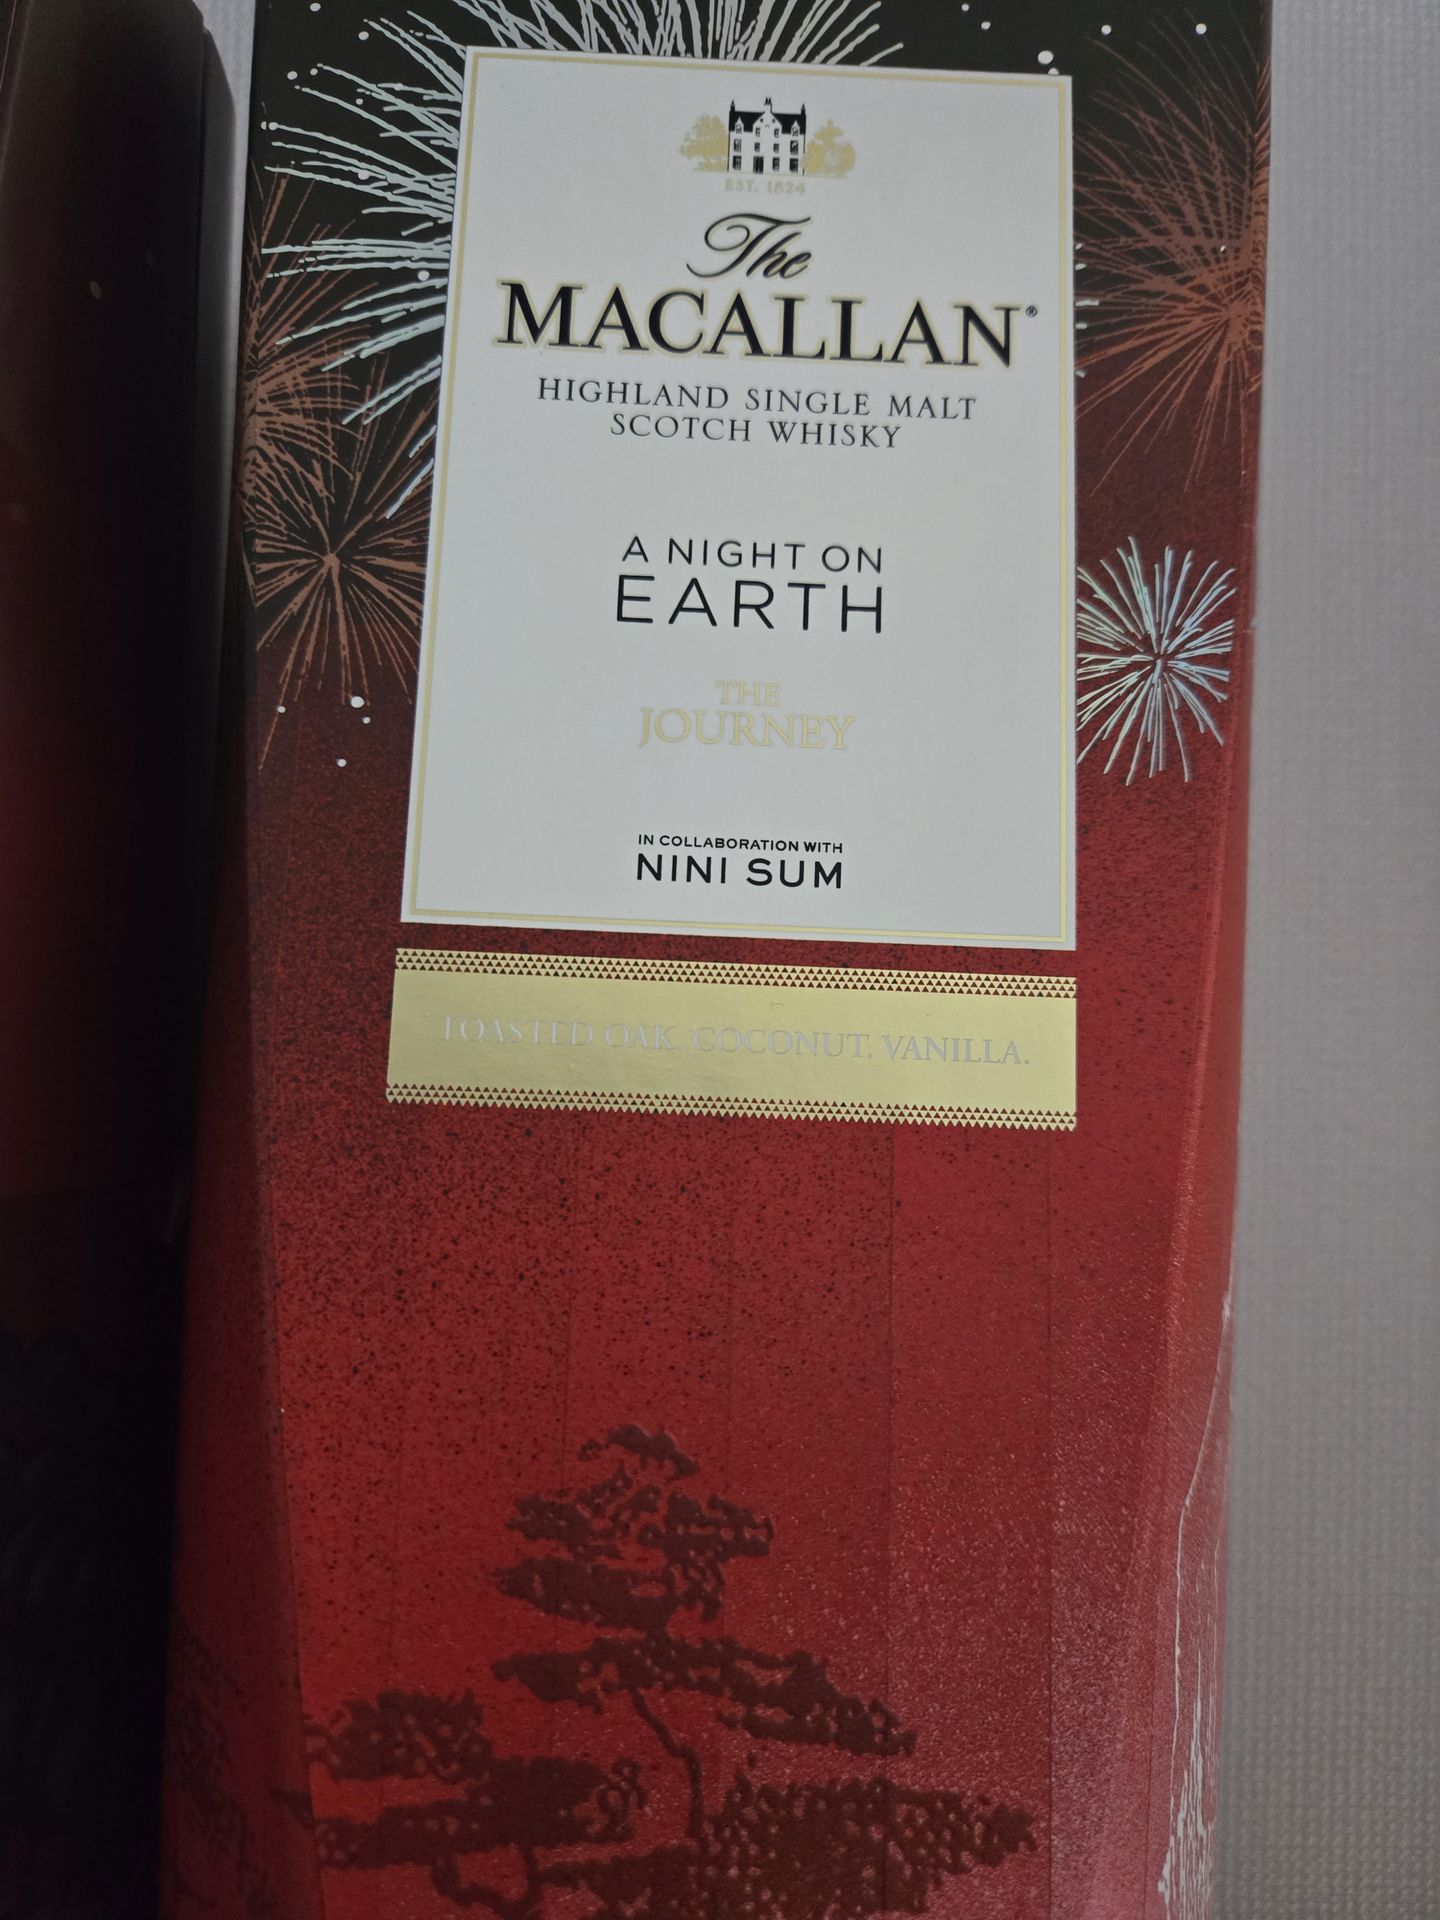 EST. 1824
The
MACALLAN®
HIGHLAND SINGLE MALT
SCOTCH WHISKY
A NIGHT ON
EARTH
THE
JOURNEY
IN COLLABORATION WITH
NINI SUM
TOASTED OAK. COCONUT. VANILLA.